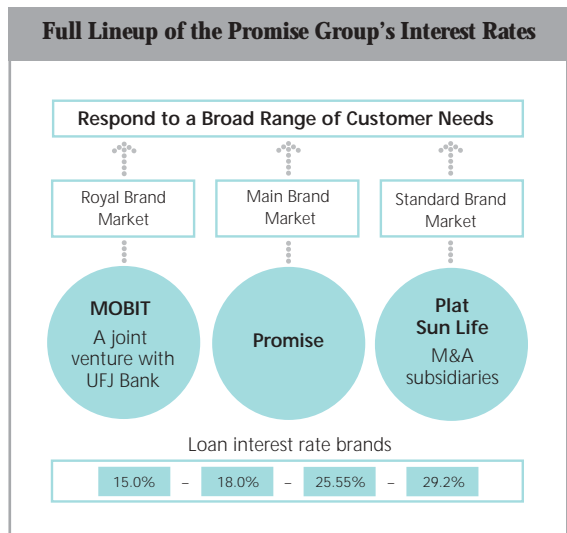 Full Lineup of the Promise Group's Interest Rates
Respond to a Broad Range of Customer Needs
Royal Brand
Market
Main Brand
Market
Standard Brand
Market
MOBIT
A joint
venture with
UFJ Bank
Promise
Plat
Sun Life
M&A
subsidiaries
Loan interest rate brands
15.0% – 18.0% – 25.55% – 29.2%